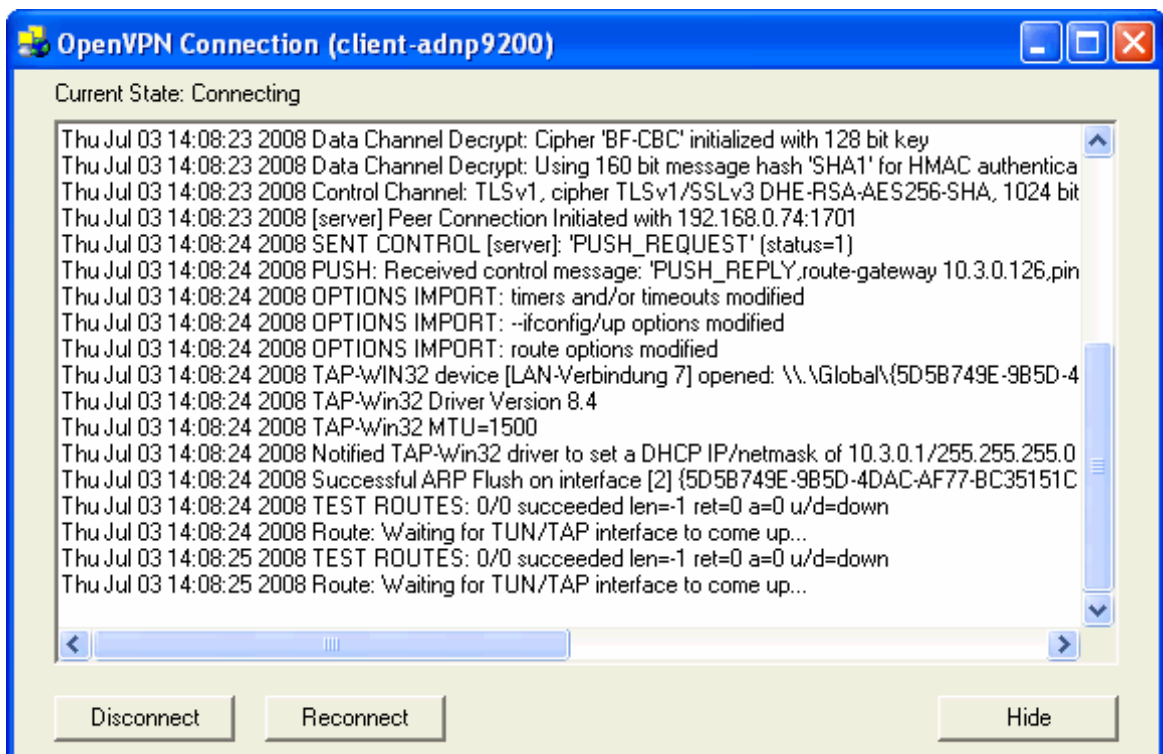 OpenVPN Connection (client-adnp9200)
Current State: Connecting
Thu Jul 03 14:08:23 2008 Data Channel Decrypt: Cipher 'BF-CBC' initialized with 128 bit key
Thu Jul 03 14:08:23 2008 Data Channel Decrypt: Using 160 bit message hash 'SHA1' for HMAC authentica
Thu Jul 03 14:08:23 2008 Control Channel: TLSv1, cipher TLSv1/SSLv3 DHE-RSA-AES256-SHA, 1024 bit
Thu Jul 03 14:08:23 2008 [server] Peer Connection Initiated with 192.168.0.74:1701
Thu Jul 03 14:08:24 2008 SENT CONTROL [server]: 'PUSH_REQUEST' (status=1)
Thu Jul 03 14:08:24 2008 PUSH: Received control message: 'PUSH_REPLY,route-gateway 10.3.0.126,pin
Thu Jul 03 14:08:24 2008 OPTIONS IMPORT: timers and/or timeouts modified
Thu Jul 03 14:08:24 2008 OPTIONS IMPORT: --ifconfig/up options modified
Thu Jul 03 14:08:24 2008 OPTIONS IMPORT: route options modified
Thu Jul 03 14:08:24 2008 TAP-WIN32 device [LAN-Verbindung 7] opened: \\.\Global\{5D5B749E-9B5D-4
Thu Jul 03 14:08:24 2008 TAP-Win32 Driver Version 8.4
Thu Jul 03 14:08:24 2008 TAP-Win32 MTU=1500
Thu Jul 03 14:08:24 2008 Notified TAP-Win32 driver to set a DHCP IP/netmask of 10.3.0.1/255.255.255.0
Thu Jul 03 14:08:24 2008 Successful ARP Flush on interface [2] {5D5B749E-9B5D-4DAC-AF77-BC35151C
Thu Jul 03 14:08:24 2008 TEST ROUTES: 0/0 succeeded len=-1 ret=0 a=0 u/d=down
Thu Jul 03 14:08:24 2008 Route: Waiting for TUN/TAP interface to come up...
Thu Jul 03 14:08:25 2008 TEST ROUTES: 0/0 succeeded len=-1 ret=0 a=0 u/d=down
Thu Jul 03 14:08:25 2008 Route: Waiting for TUN/TAP interface to come up...
Disconnect Reconnect Hide